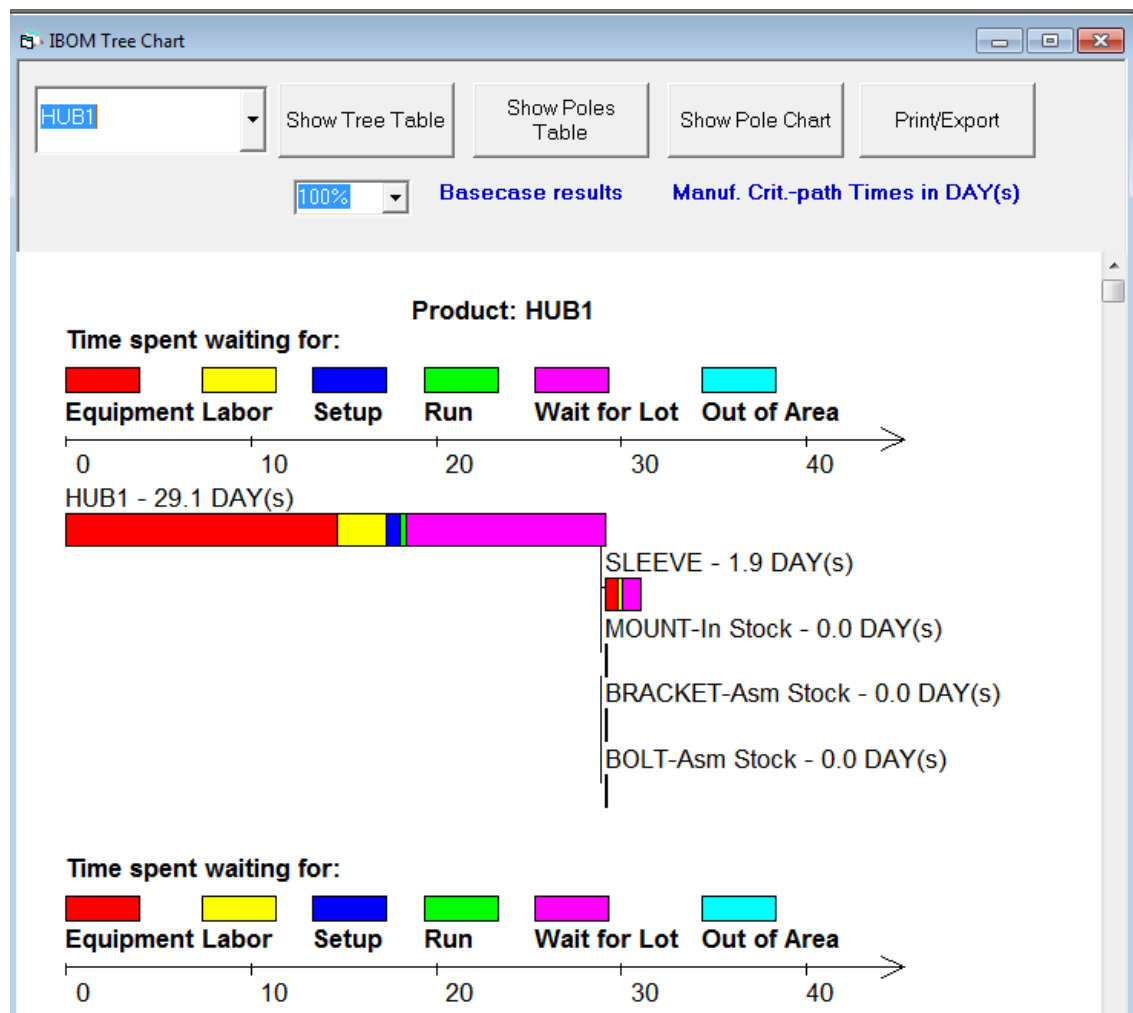 IBOM Tree Chart
HUB1
Show Tree Table
Show Poles
Table
Show Pole Chart
Print/Export
100%
Basecase results
Manuf. Crit.-path Times in DAY(s)
Product: HUB1
Time spent waiting for:
Equipment Labor Setup Run Wait for Lot Out of Area
0 10 20 30 40
HUB1 - 29.1 DAY(s)
SLEEVE - 1.9 DAY(s)
MOUNT-In Stock - 0.0 DAY(s)
BRACKET-Asm Stock - 0.0 DAY(s)
BOLT-Asm Stock - 0.0 DAY(s)
Time spent waiting for:
Equipment Labor Setup Run Wait for Lot Out of Area
0 10 20 30 40